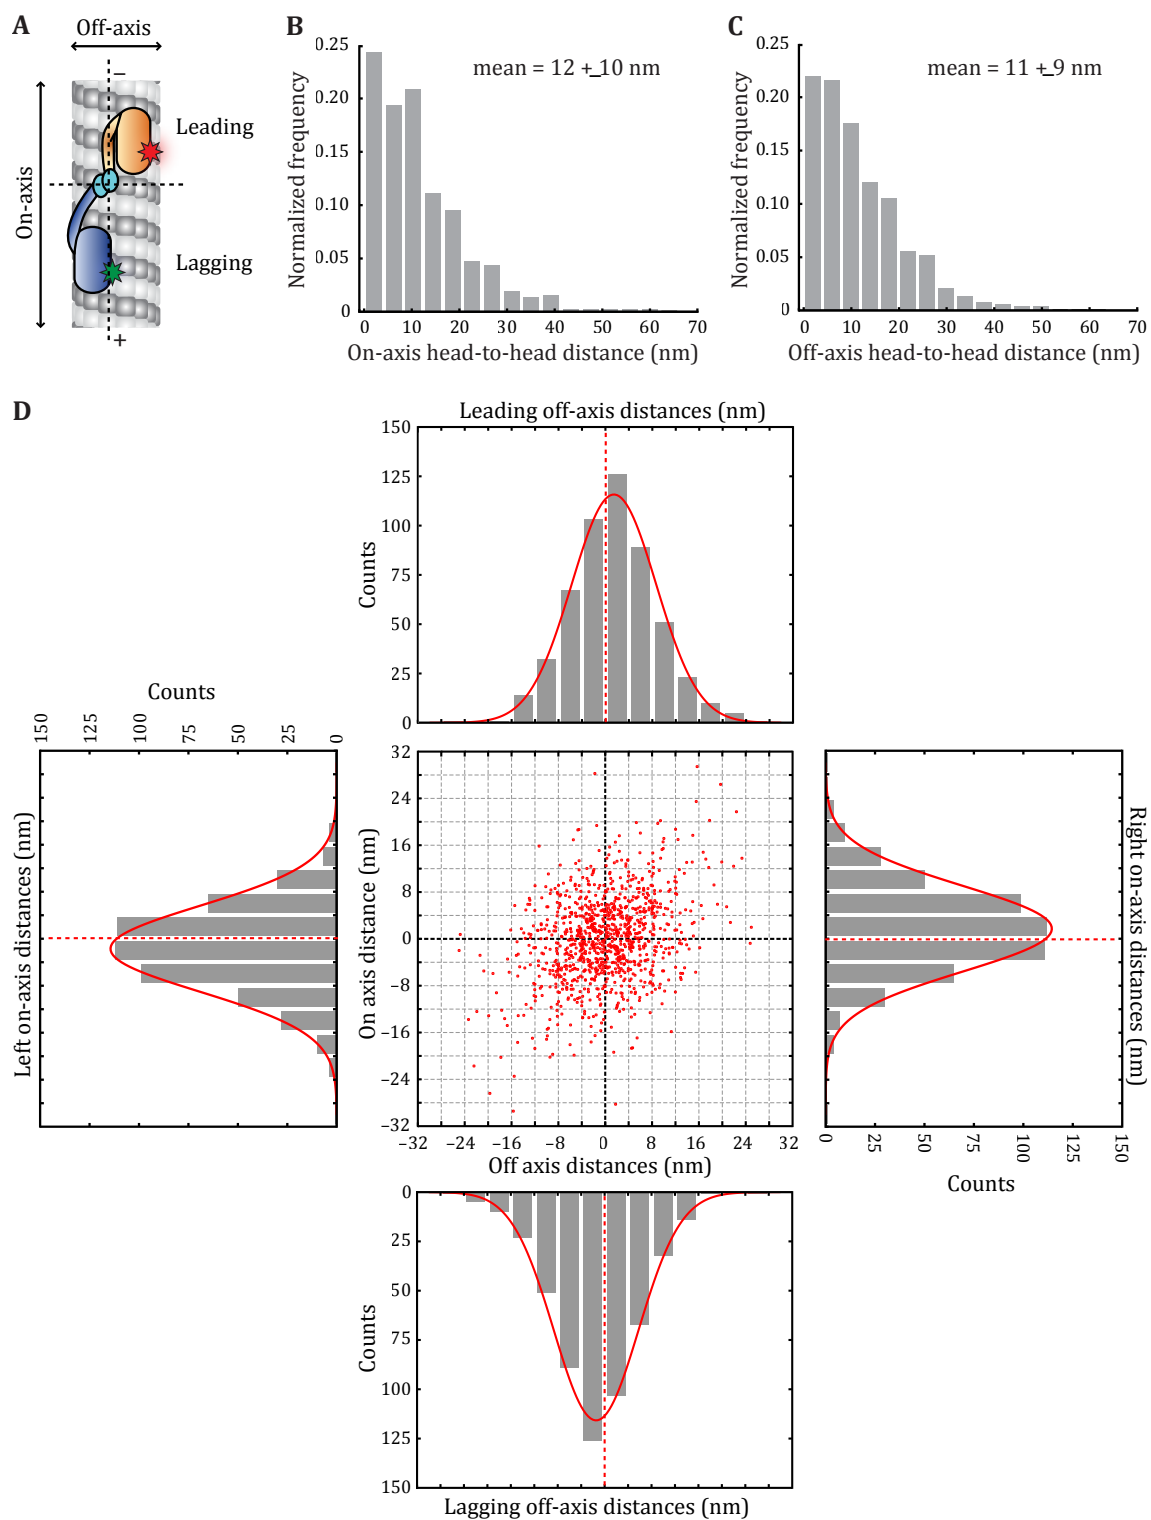 A
Off-axis
On-axis
−
Leading
Lagging
+
B
mean = 12 +_10 nm
Normalized frequency
0.25
0.20
0.15
0.10
0.05
0
0 10 20 30 40 50 60 70
On-axis head-to-head distance (nm)
C
mean = 11 +_9 nm
Normalized frequency
0.25
0.20
0.15
0.10
0.05
0
0 10 20 30 40 50 60 70
Off-axis head-to-head distance (nm)
D
Leading off-axis distances (nm)
Counts
150
125
100
75
50
25
0
Counts
150 125 100 75 50 25 0
Left on-axis distances (nm)
On axis distance (nm)
32
24
16
8
0
−8
−16
−24
−32
−32 −24 −16 −8 0 8 16 24 32
Off axis distances (nm)
Right on-axis distances (nm)
0 25 50 75 100 125 150
Counts
Counts
0
25
50
75
100
125
150
Lagging off-axis distances (nm)